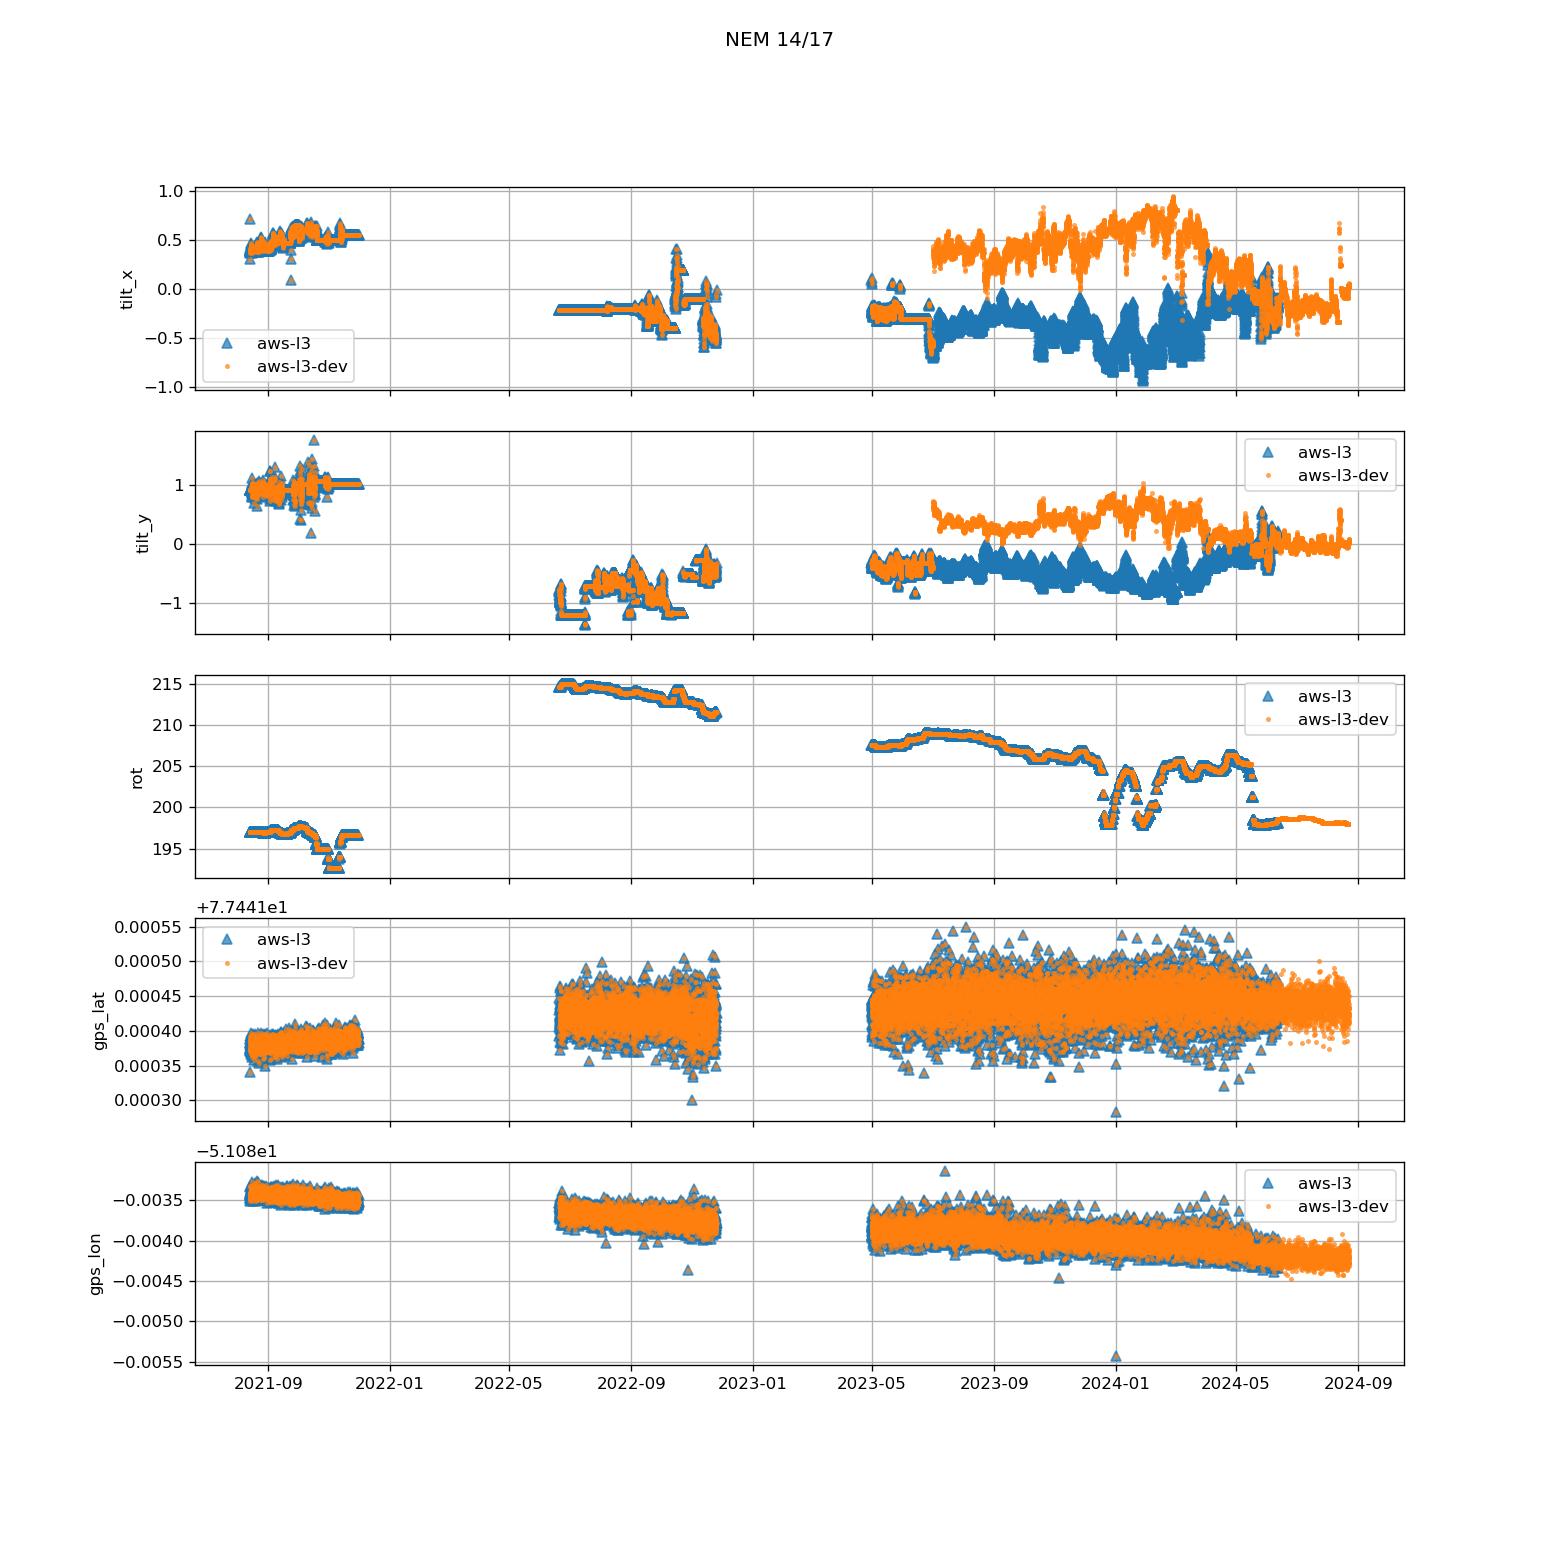 NEM 14/17
1.0
0.5
0.0
−0.5
−1.0
tilt_x
aws-l3
aws-l3-dev
1
0
−1
tilt_y
aws-l3
aws-l3-dev
215
210
205
200
195
rot
aws-l3
aws-l3-dev
+7.7441e1
0.00055
0.00050
0.00045
0.00040
0.00035
0.00030
gps_lat
aws-l3
aws-l3-dev
−5.108e1
−0.0035
−0.0040
−0.0045
−0.0050
−0.0055
gps_lon
aws-l3
aws-l3-dev
2021-09 2022-01 2022-05 2022-09 2023-01 2023-05 2023-09 2024-01 2024-05 2024-09